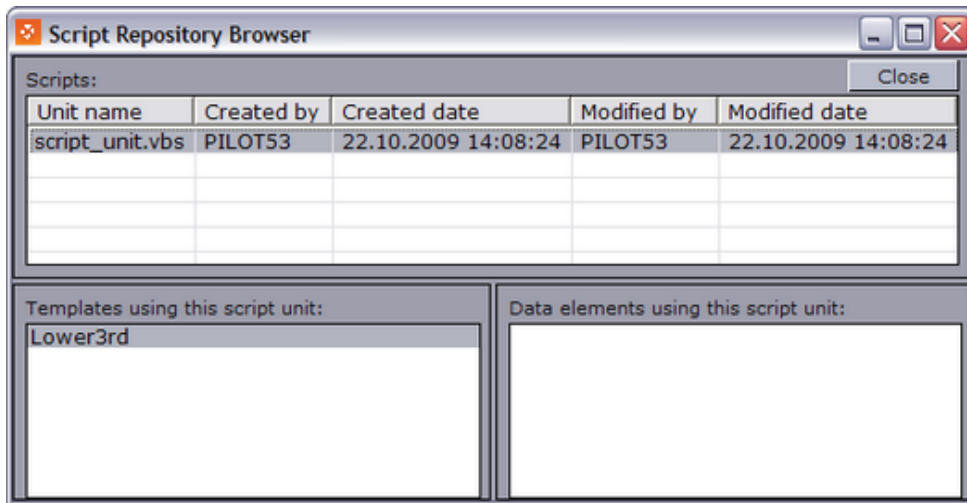 Script Repository Browser
Scripts:
Close
Unit name Created by Created date Modified by Modified date
script_unit.vbs PILOT53 22.10.2009 14:08:24 PILOT53 22.10.2009 14:08:24
Templates using this script unit:
Lower3rd
Data elements using this script unit: